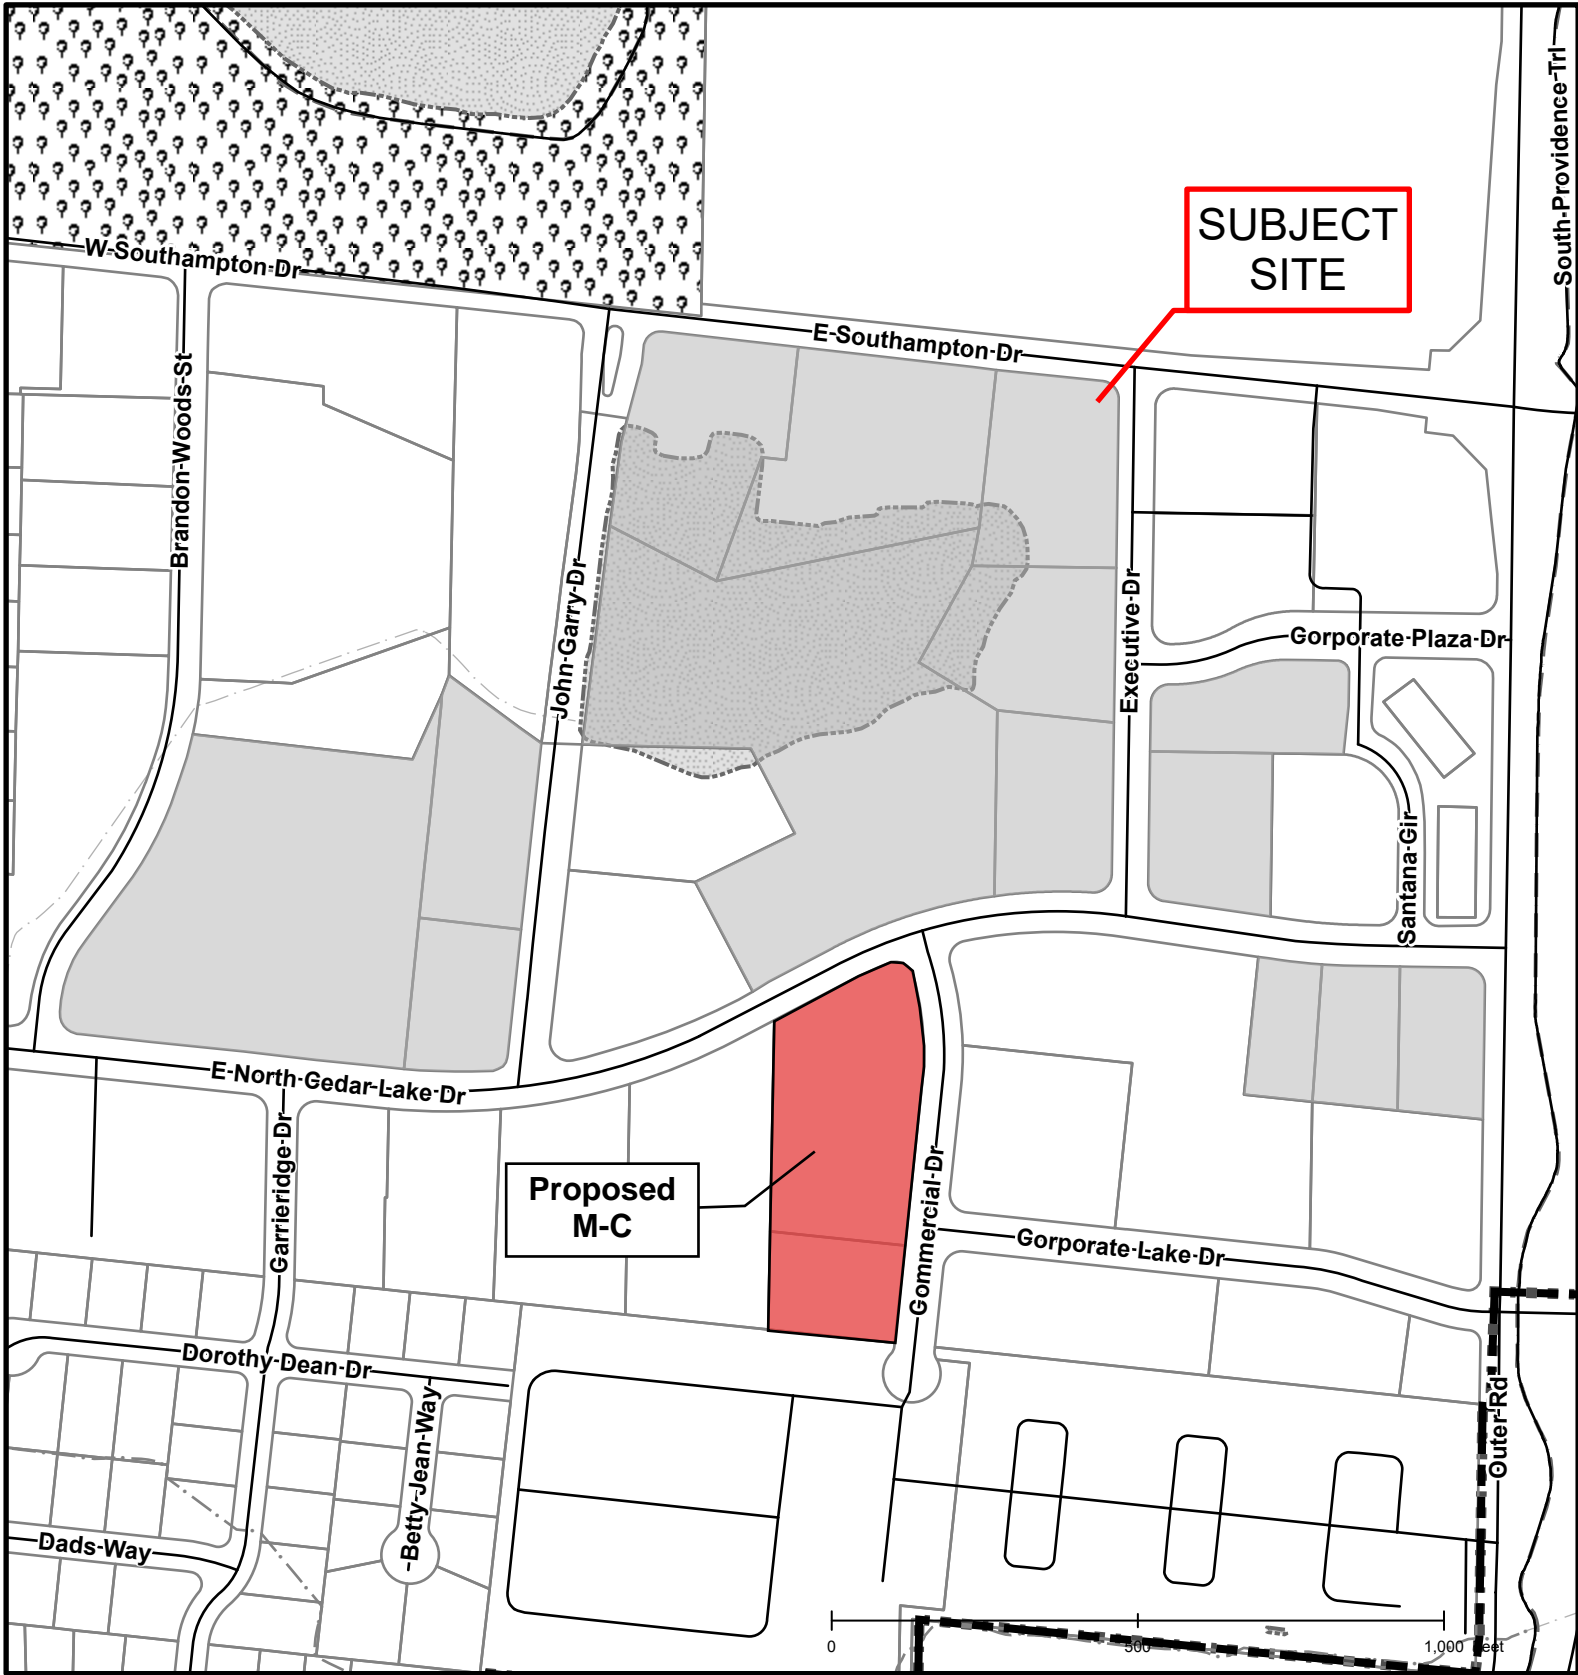 South-Providence-Trl
SUBJECT
SITE
W-Southampton-Dr
E-Southampton-Dr
Brandon-Woods-St
John-Garry-Dr
Executive-Dr
Gorporate-Plaza-Dr
Santana-Gir
E-North-Gedar-Lake-Dr
Garrieridge-Dr
Proposed
M-C
Gommercial-Dr
Gorporate-Lake-Dr
Dorothy-Dean-Dr
Betty-Jean-Way
Outer-Rd
Dads-Way
0 500 1,000 Feet